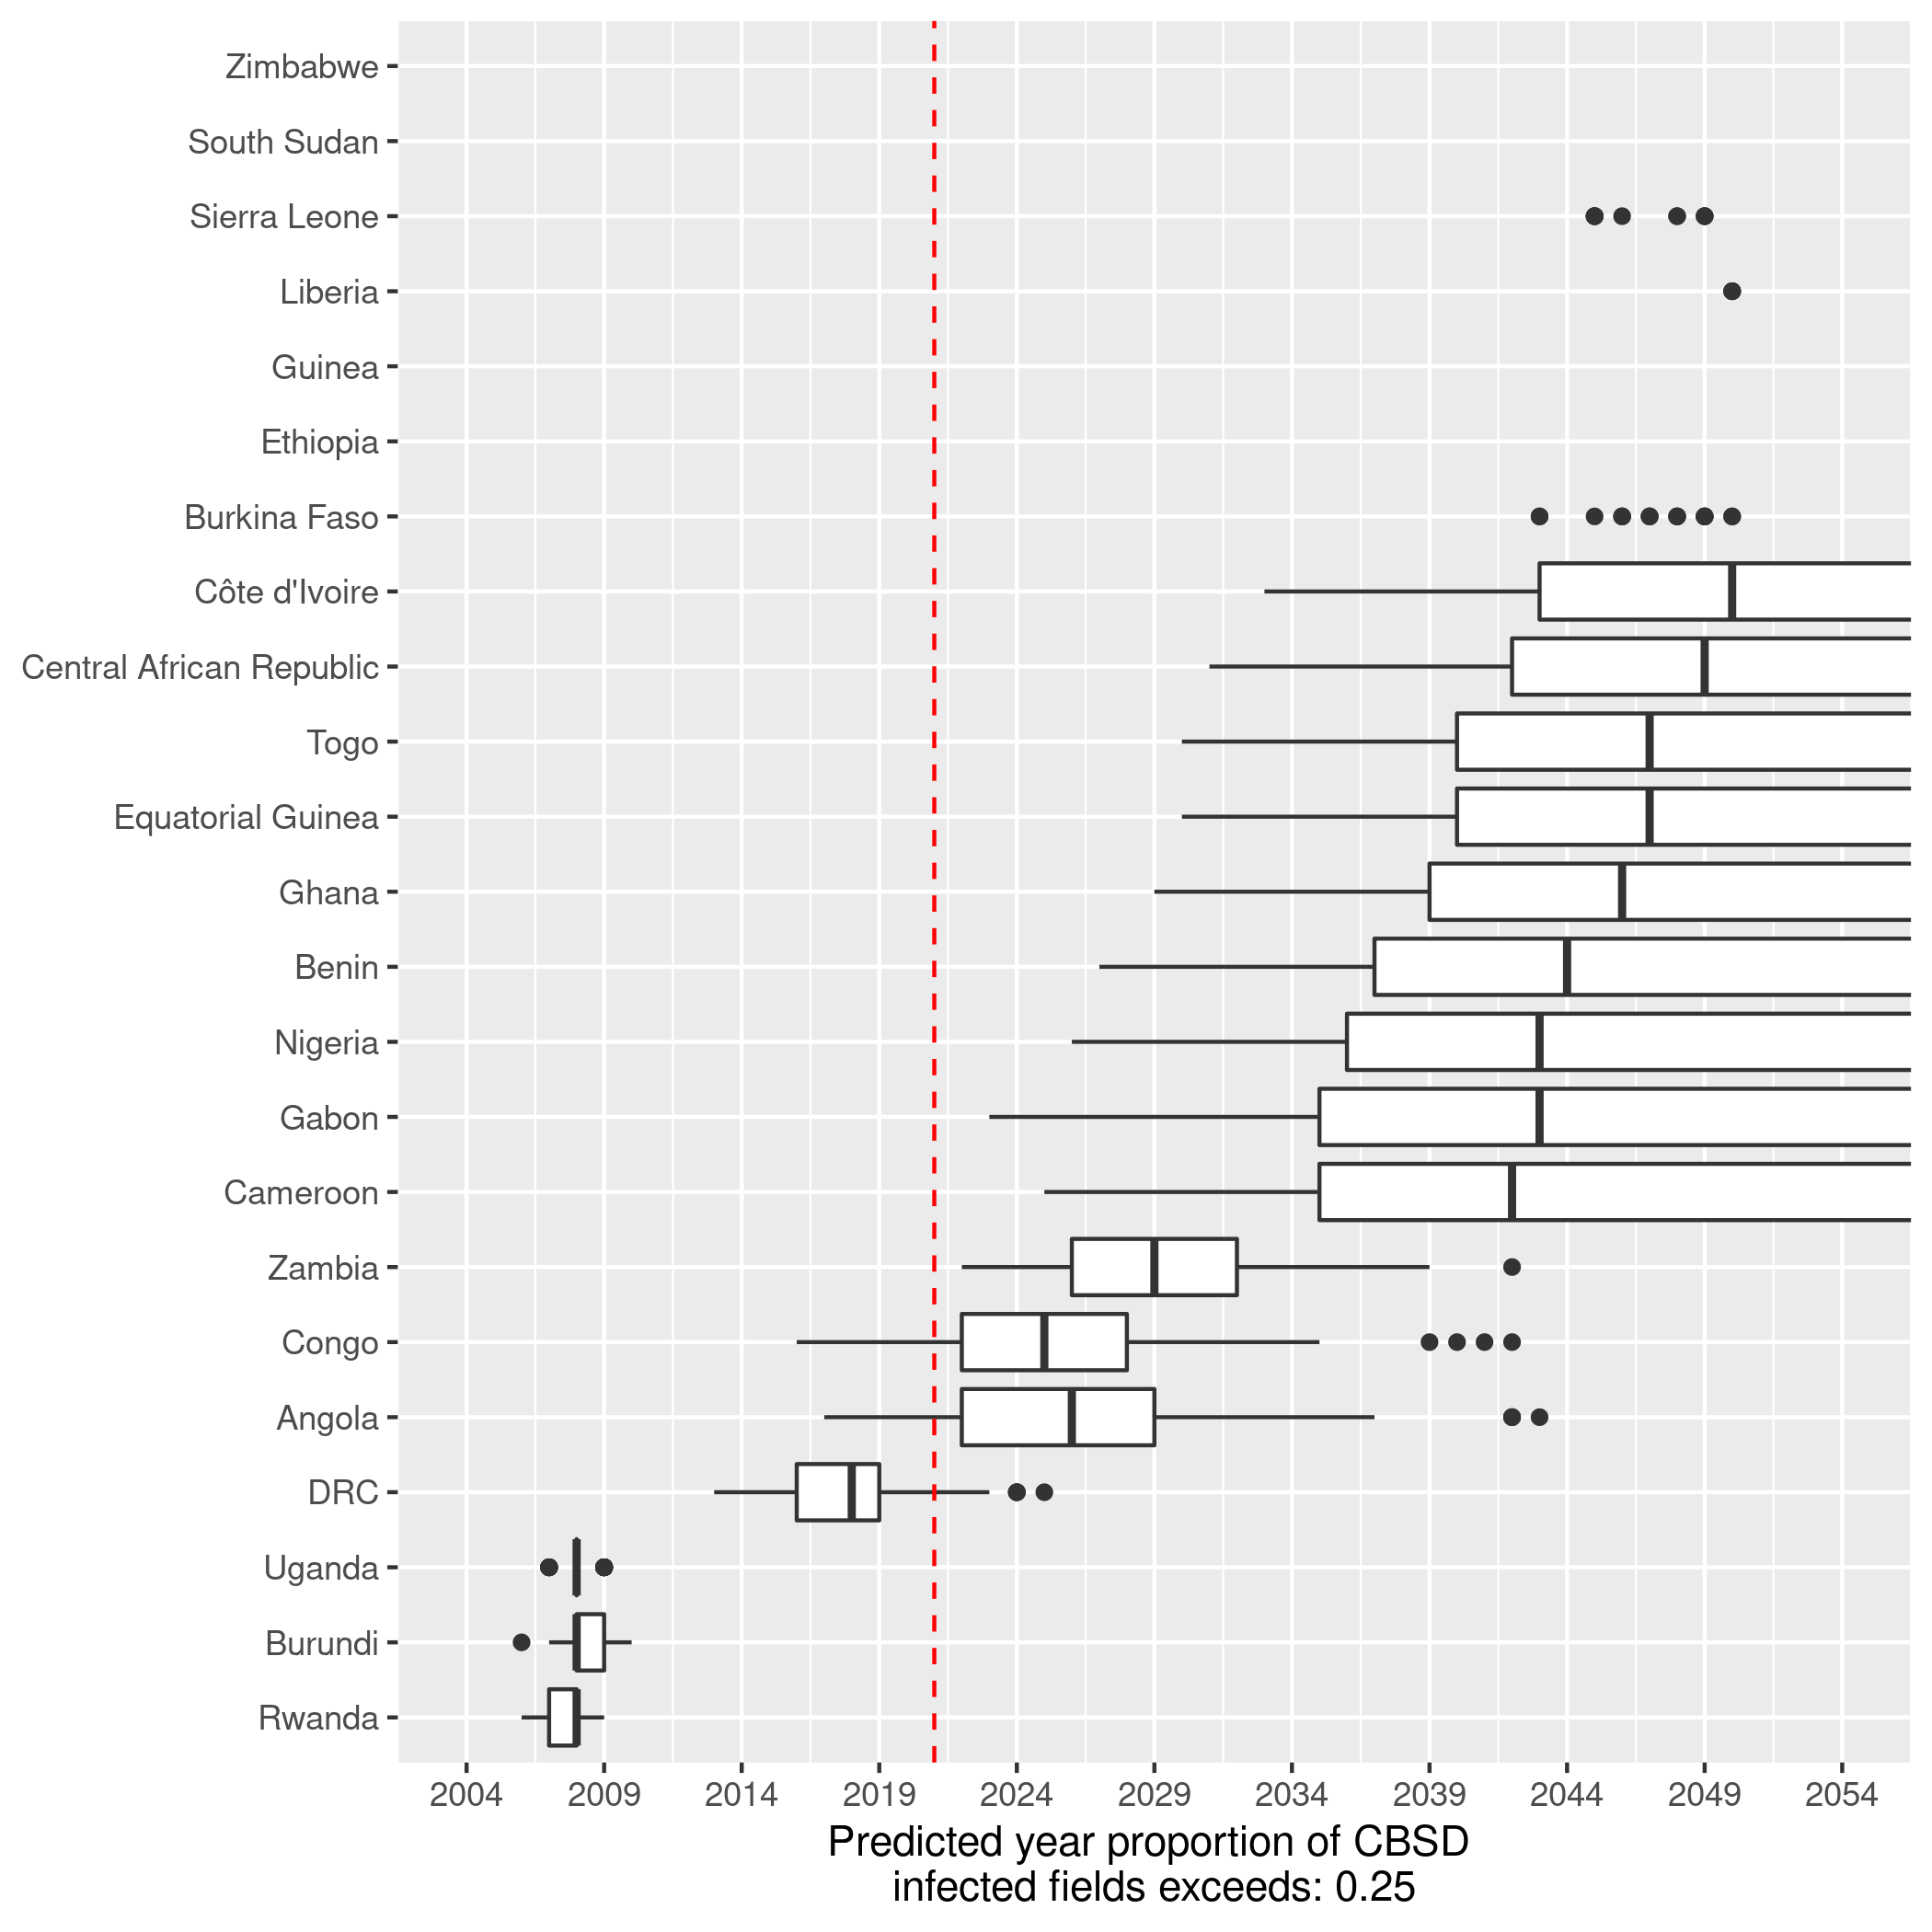 Zimbabwe
South Sudan
Sierra Leone
Liberia
Guinea
Ethiopia
Burkina Faso
Côte d'Ivoire
Central African Republic
Togo
Equatorial Guinea
Ghana
Benin
Nigeria
Gabon
Cameroon
Zambia
Congo
Angola
DRC
Uganda
Burundi
Rwanda
2004 2009 2014 2019 2024 2029 2034 2039 2044 2049 2054
Predicted year proportion of CBSD
infected fields exceeds: 0.25